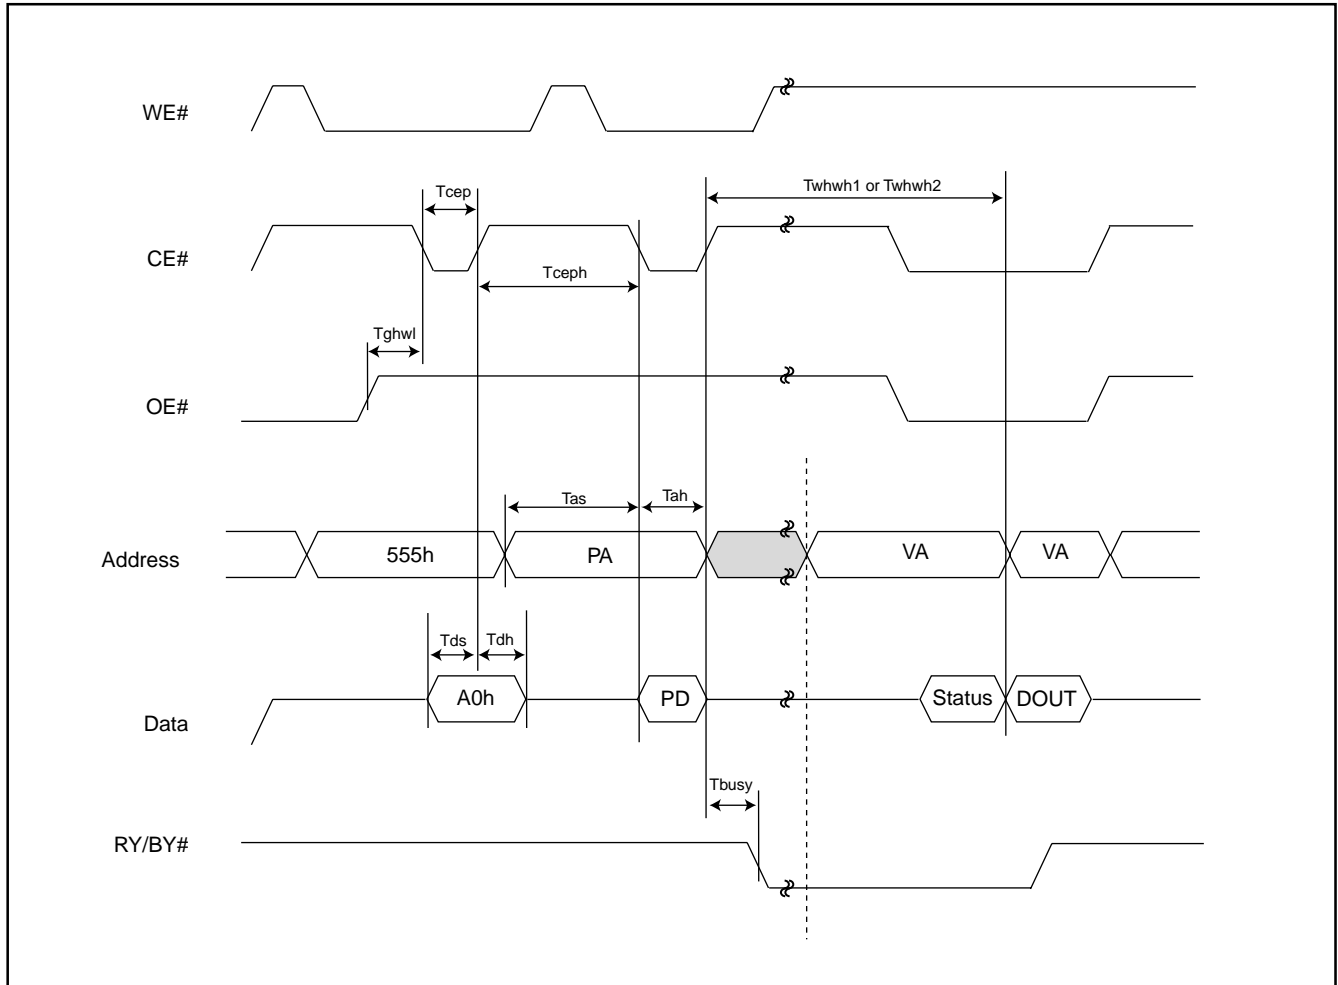 WE#
Tcep
Twhwh1 or Twhwh2
CE#
Tceph
Tghwl
OE#
Tas
Tah
Address
555h
PA
VA
VA
Tds
Tdh
A0h
PD
Status
DOUT
Data
Tbusy
RY/BY#